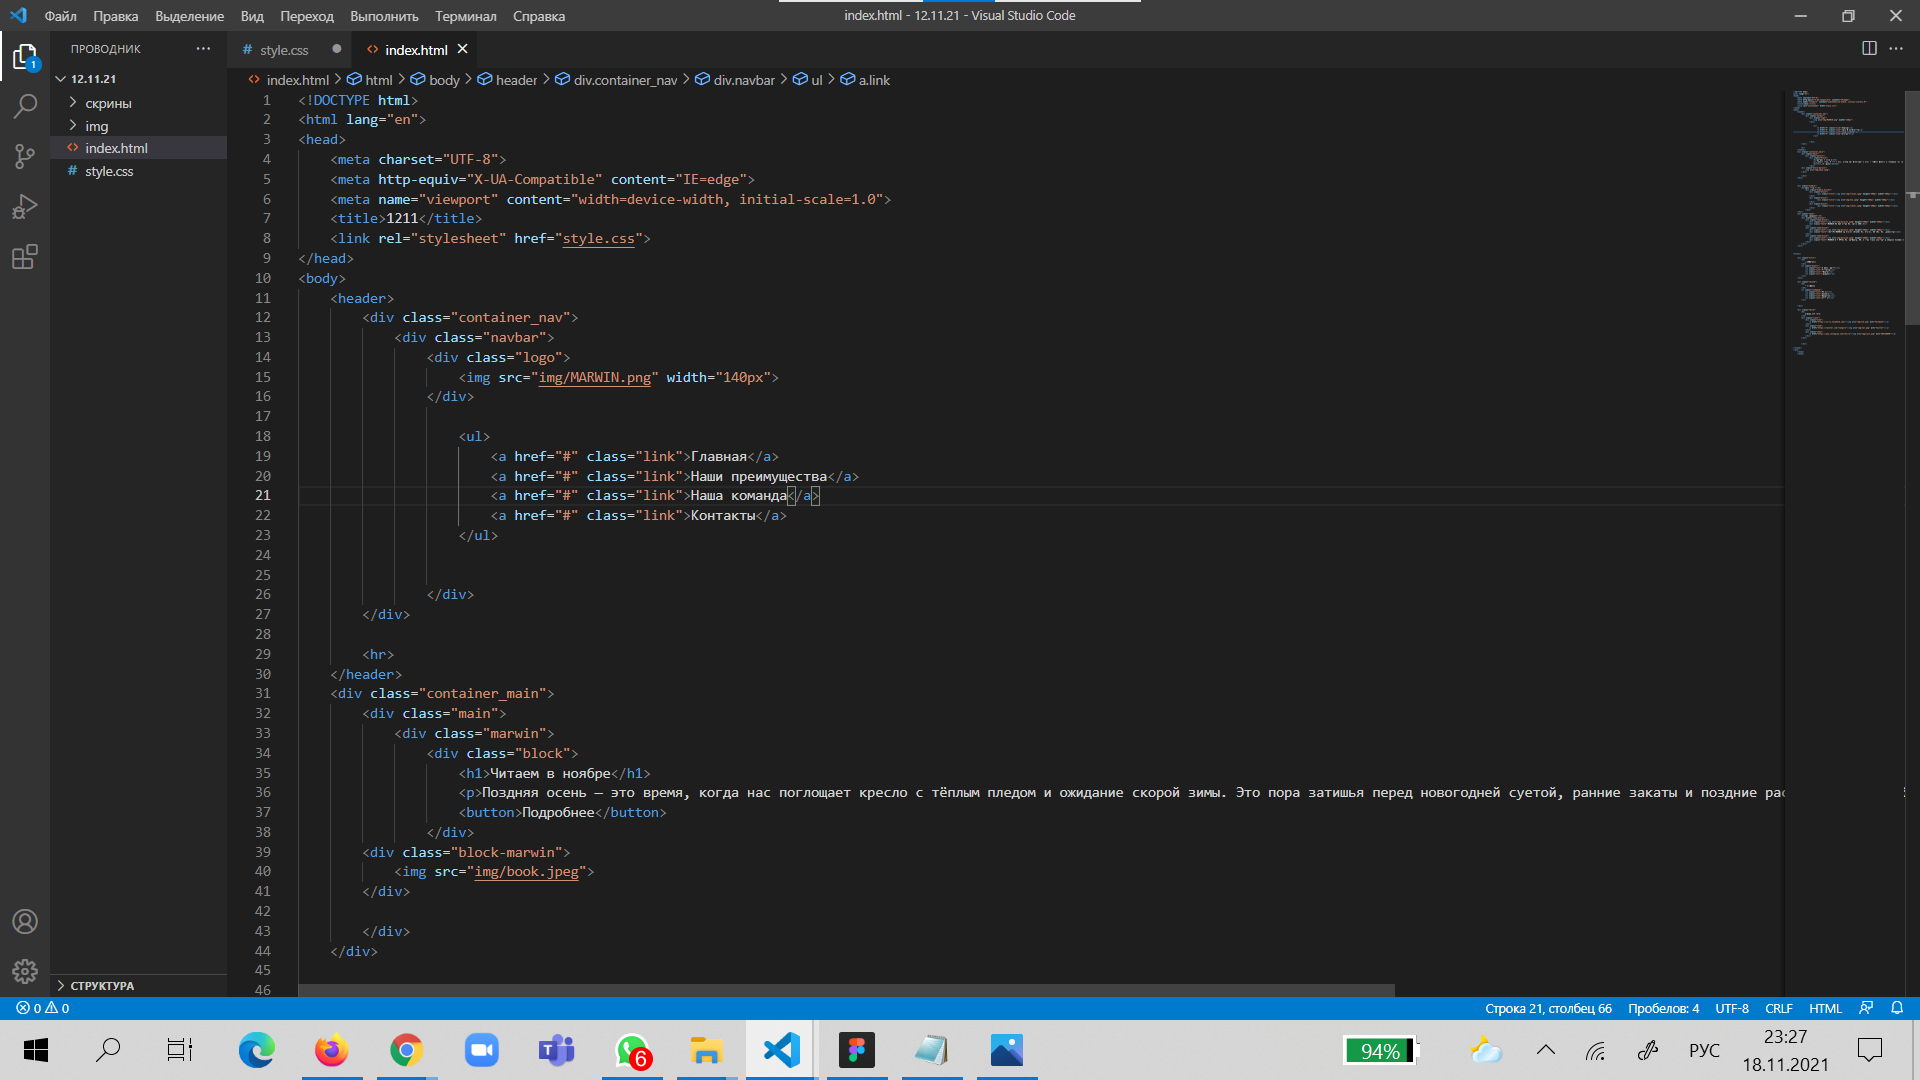 Файл Правка Выделение Вид Переход Выполнить Терминал Справка
index.html - 12.11.21 - Visual Studio Code
ПРОВОДНИК
# style.css
<> index.html
<> index.html > html > body > header > div.container_nav > div.navbar > ul > a.link
12.11.21
> скрины
> img
<> index.html
# style.css
1 <!DOCTYPE html>
2 <html lang="en">
3 <head>
4 <meta charset="UTF-8">
5 <meta http-equiv="X-UA-Compatible" content="IE=edge">
6 <meta name="viewport" content="width=device-width, initial-scale=1.0">
7 <title>1211</title>
8 <link rel="stylesheet" href="style.css">
9 </head>
10 <body>
11 <header>
12 <div class="container_nav">
13 <div class="navbar">
14 <div class="logo">
15 <img src="img/MARWIN.png" width="140px">
16 </div>
17
18 <ul>
19 <a href="#" class="link">Главная</a>
20 <a href="#" class="link">Наши преимущества</a>
21 <a href="#" class="link">Наша команда</a>
22 <a href="#" class="link">Контакты</a>
23 </ul>
24
25
26 </div>
27 </div>
28
29 <hr>
30 </header>
31 <div class="container_main">
32 <div class="main">
33 <div class="marwin">
34 <div class="block">
35 <h1>Читаем в ноябре</h1>
36 <p>Поздняя осень — это время, когда нас поглощает кресло с тёплым пледом и ожидание скорой зимы. Это пора затишья перед новогодней суетой, ранние закаты и поздние рас
37 <button>Подробнее</button>
38 </div>
39 <div class="block-marwin">
40 <img src="img/book.jpeg">
41 </div>
42
43 </div>
44 </div>
45
46
> СТРУКТУРА
0 0
Строка 21, столбец 66 Пробелов: 4 UTF-8 CRLF HTML
1
6
94%
РУС
23:27
18.11.2021